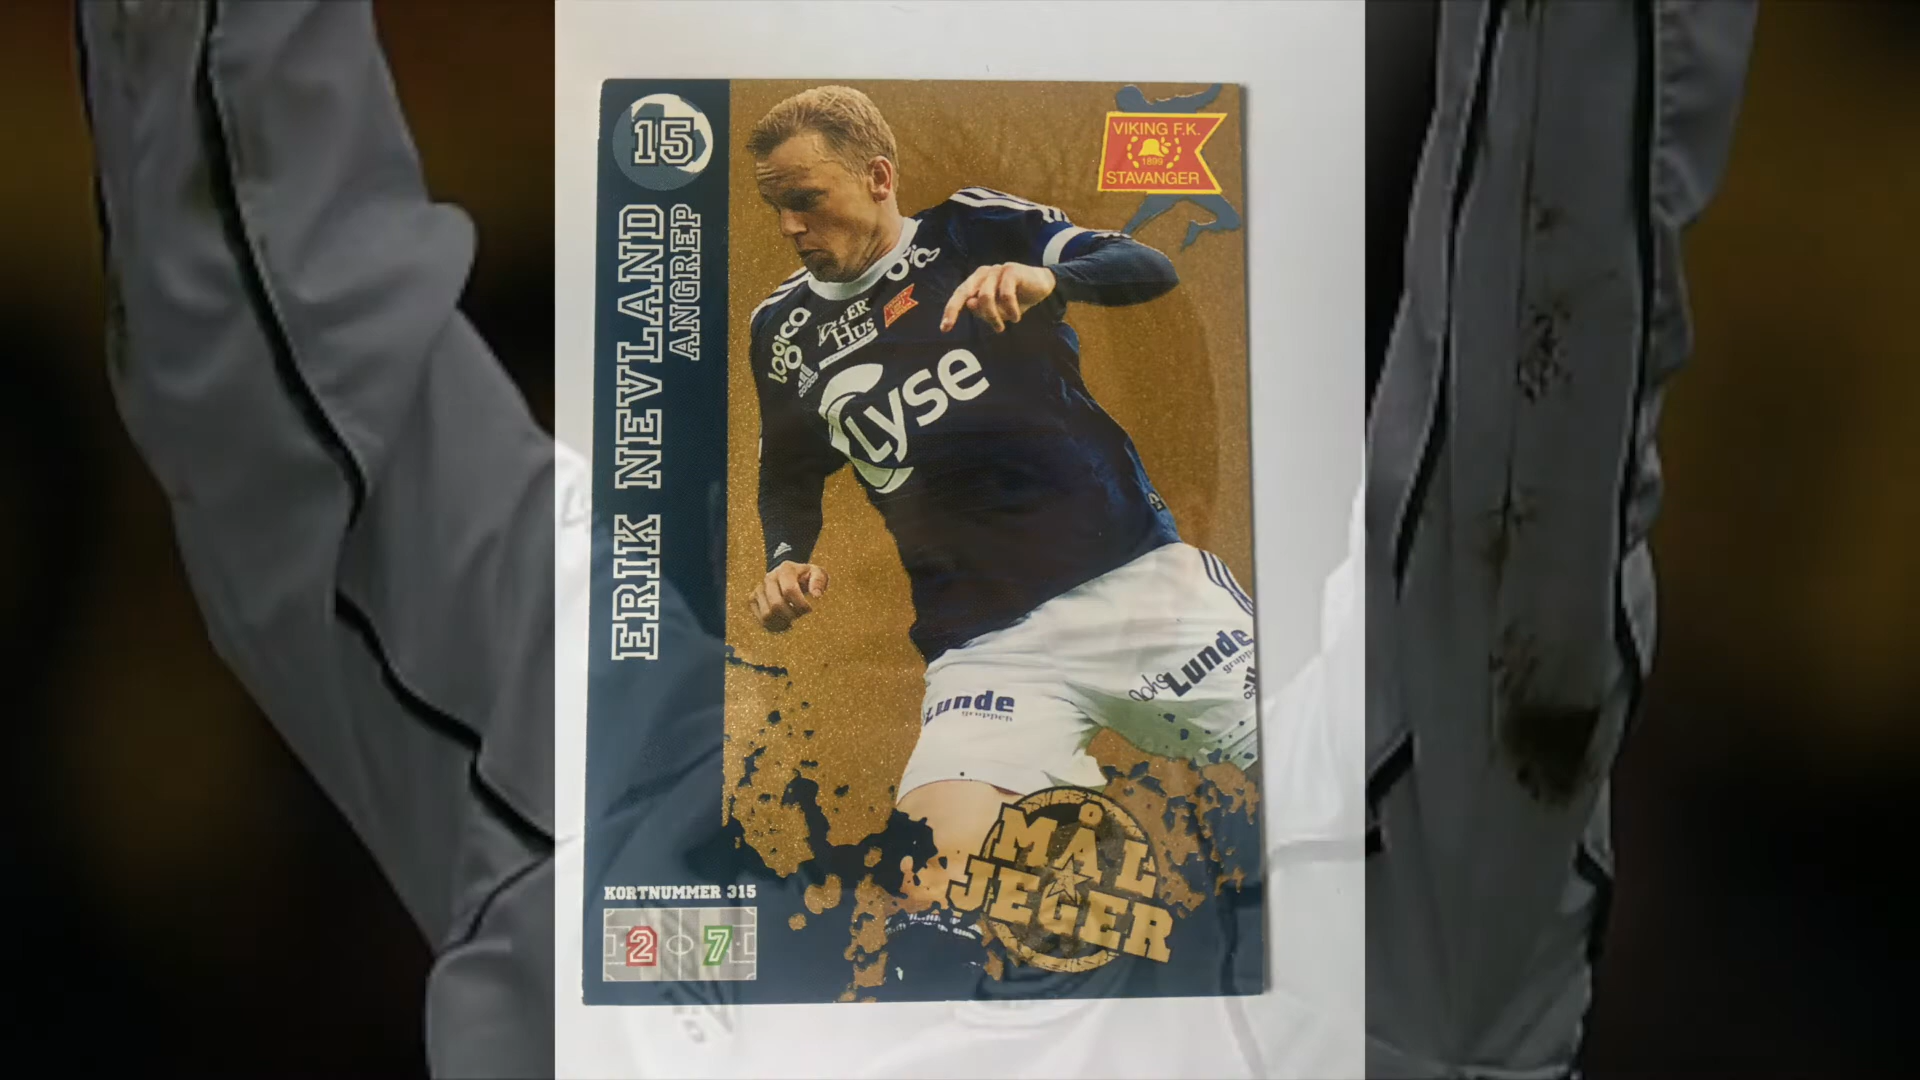 15
ERIK NEVLAND
ANGREP
VIKING F.K.
1899
STAVANGER
logica
HUS
adidas
Lyse
Lunde
gruppen
Lunde
MÅL
JEGER
KORTNUMMER 315
2 7